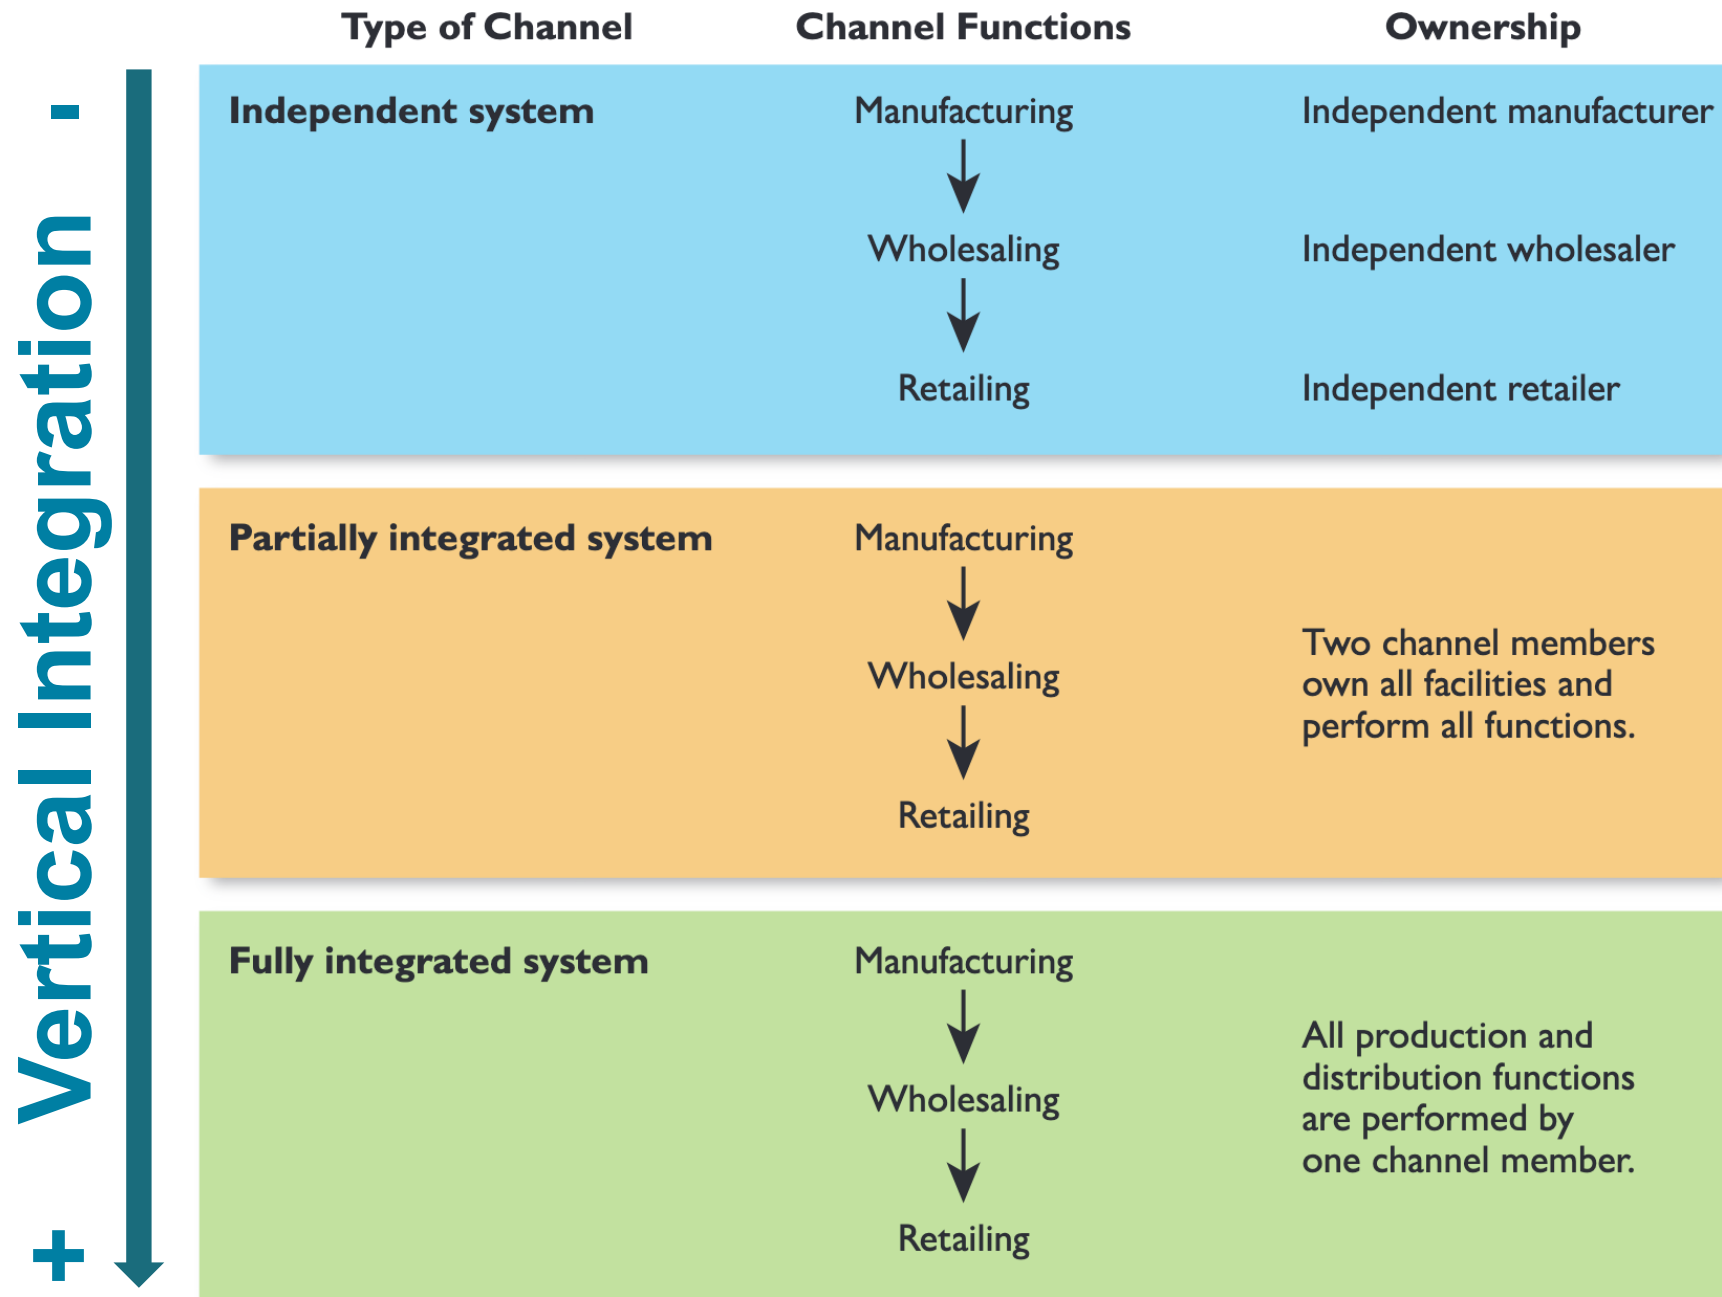 Type of Channel
Channel Functions
Ownership
-
Vertical Integration
+
Independent system
Manufacturing
Independent manufacturer
Wholesaling
Independent wholesaler
Retailing
Independent retailer
Partially integrated system
Manufacturing
Wholesaling
Retailing
Two channel members
own all facilities and
perform all functions.
Fully integrated system
Manufacturing
Wholesaling
Retailing
All production and
distribution functions
are performed by
one channel member.